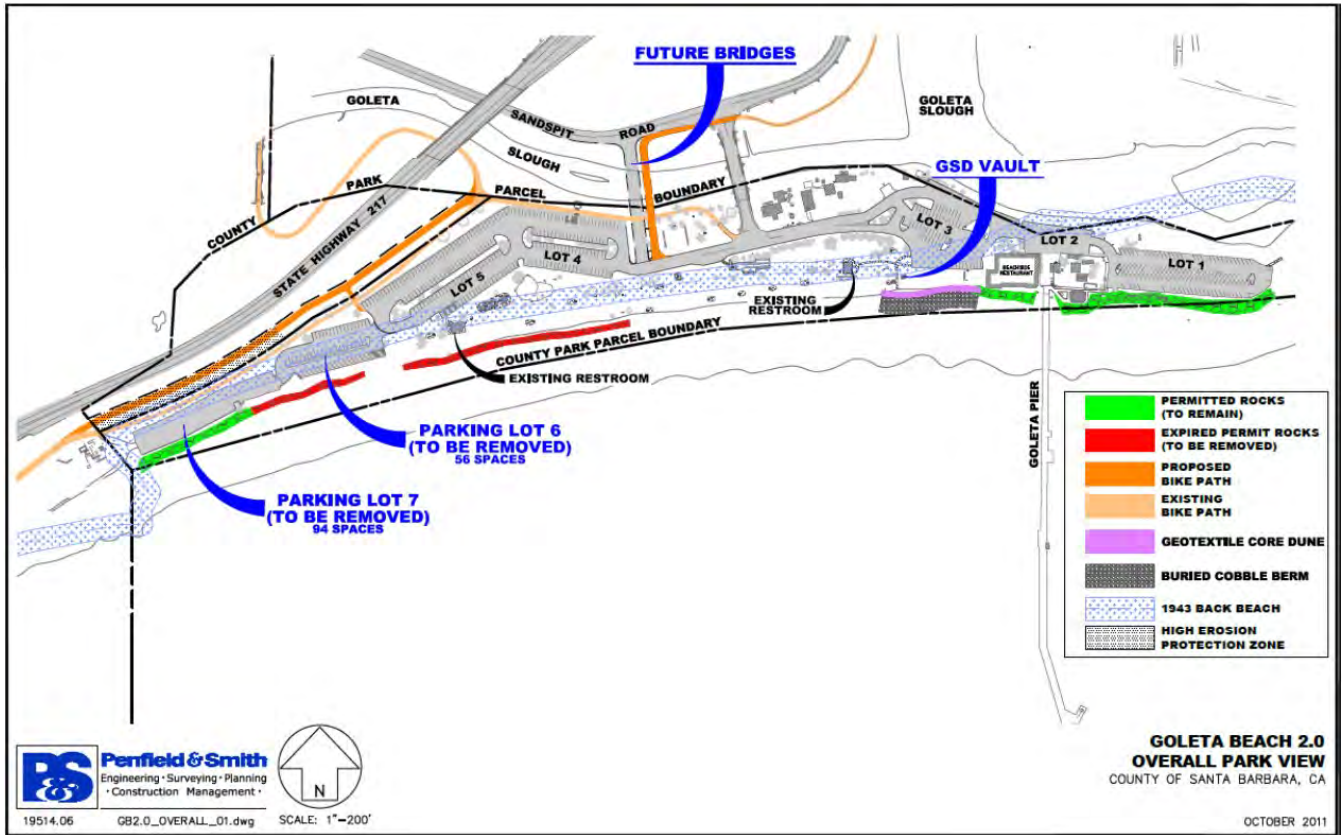 FUTURE BRIDGES
GOLETA
SANDSPIT
ROAD
GOLETA
SLOUGH
SLOUGH
GSD VAULT
COUNTY
PARK
PARCEL
BOUNDARY
STATE HIGHWAY 217
LOT 3
LOT 2
LOT 1
LOT 4
LOT 5
BEACHSIDE
RESTAURANT
EXISTING
RESTROOM
COUNTY PARK PARCEL BOUNDARY
EXISTING RESTROOM
PARKING LOT 6
(TO BE REMOVED)
56 SPACES
PARKING LOT 7
(TO BE REMOVED)
94 SPACES
GOLETA PIER
PERMITTED ROCKS
(TO REMAIN)
EXPIRED PERMIT ROCKS
(TO BE REMOVED)
PROPOSED
BIKE PATH
EXISTING
BIKE PATH
GEOTEXTILE CORE DUNE
BURIED COBBLE BERM
1943 BACK BEACH
HIGH EROSION
PROTECTION ZONE
P&S
Penfield & Smith
Engineering · Surveying · Planning
· Construction Management ·
N
19514.06
GB2.0_OVERALL_01.dwg
SCALE: 1"=200'
GOLETA BEACH 2.0
OVERALL PARK VIEW
COUNTY OF SANTA BARBARA, CA
OCTOBER 2011